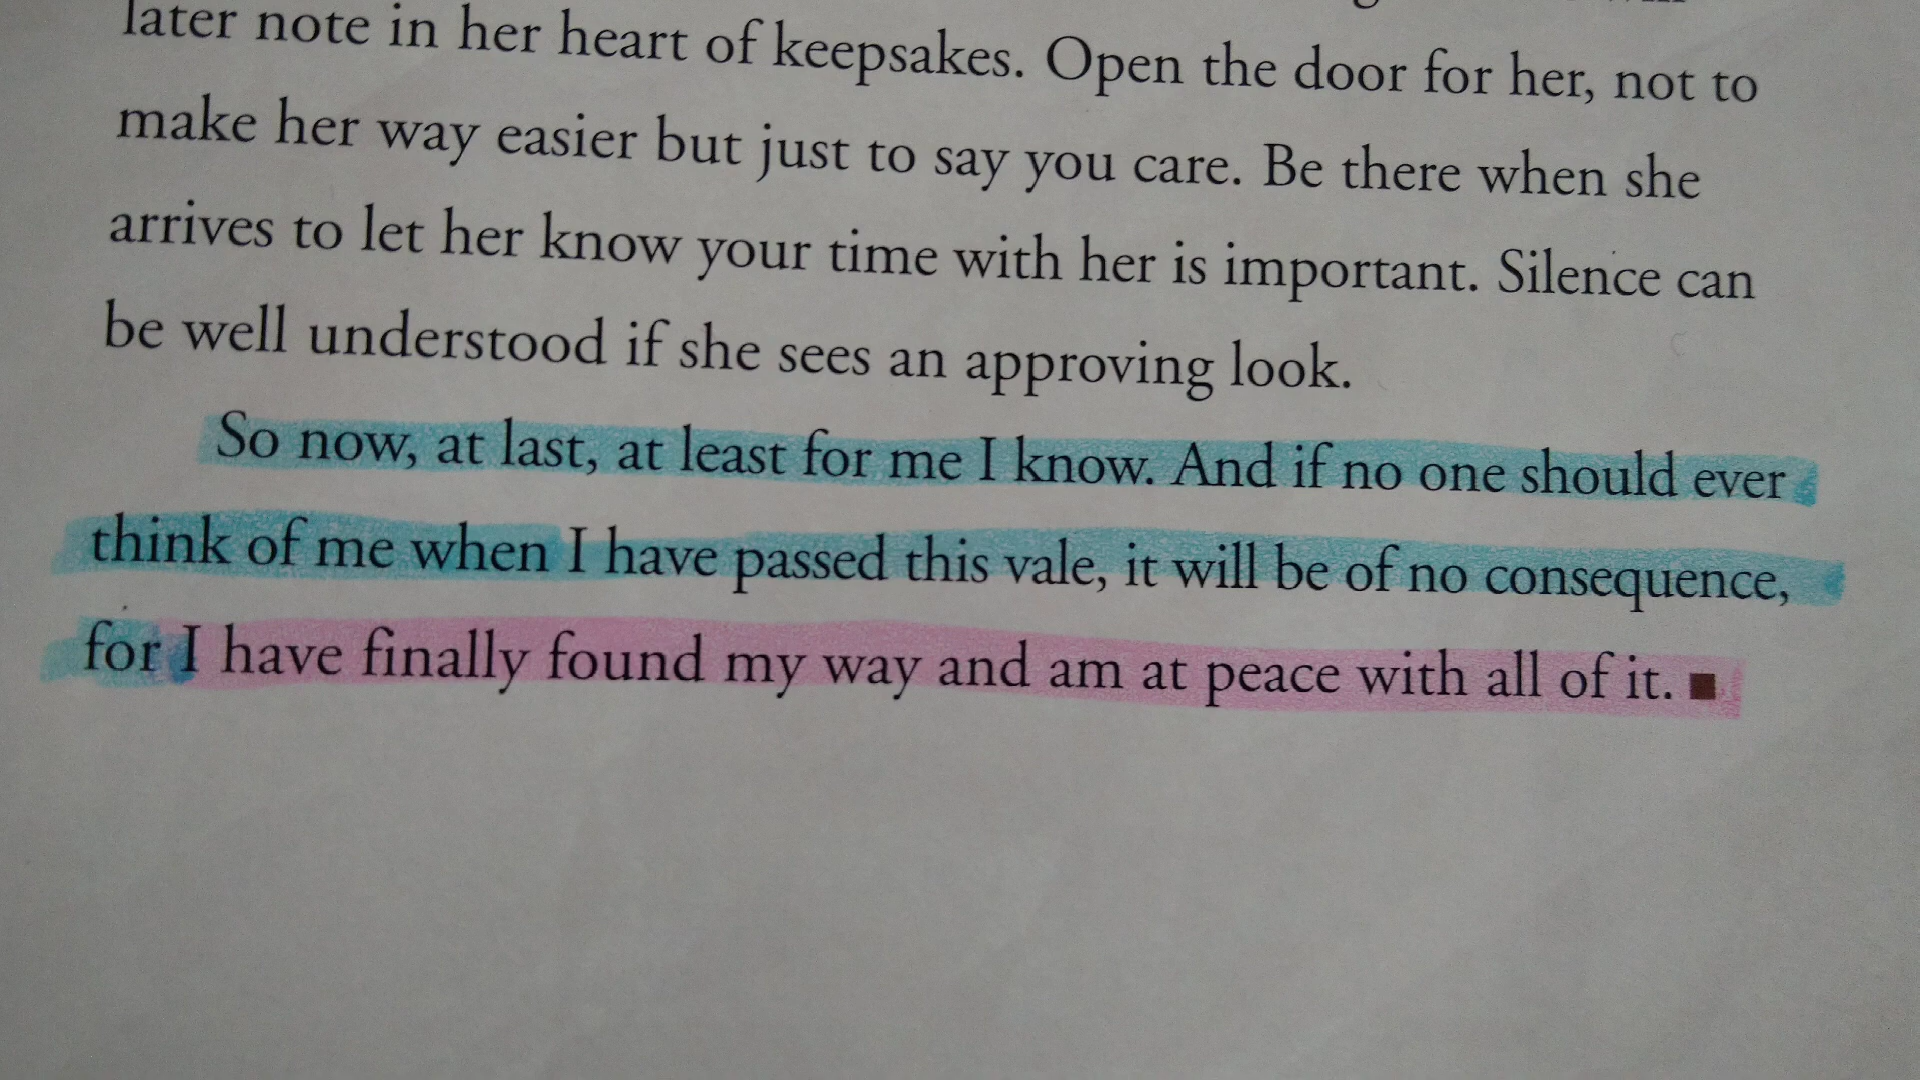 later note in her heart of keepsakes. Open the door for her, not to
make her way easier but just to say you care. Be there when she
arrives to let her know your time with her is important. Silence can
be well understood if she sees an approving look.
So now, at last, at least for me I know. And if no one should ever
think of me when I have passed this vale, it will be of no consequence,
for I have finally found my way and am at peace with all of it. ■